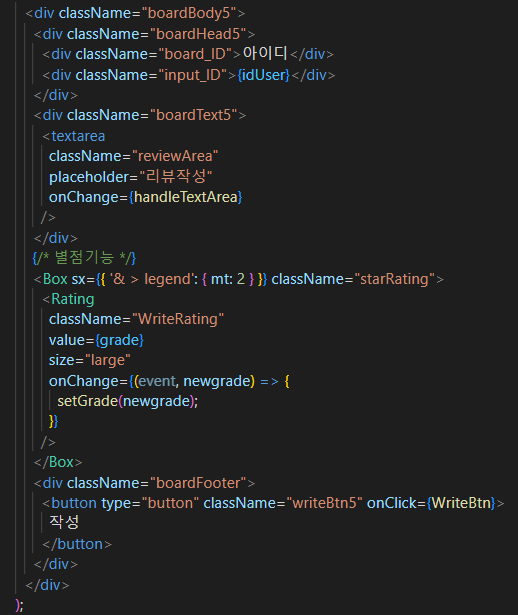 <div className="boardBody5">
<div className="boardHead5">
<div className="board_ID">아이디</div>
<div className="input_ID">{idUser}</div>
</div>
<div className="boardText5">
<textarea
className="reviewArea"
placeholder="리뷰작성"
onChange={handleTextArea}
/>
</div>
{/* 별점기능 */}
<Box sx={{ '& > legend': { mt: 2 } }} className="starRating">
<Rating
className="WriteRating"
value={grade}
size="large"
onChange={(event, newgrade) => {
setGrade(newgrade);
}}
/>
</Box>
<div className="boardFooter">
<button type="button" className="writeBtn5" onClick={WriteBtn}>
작성
</button>
</div>
</div>
);